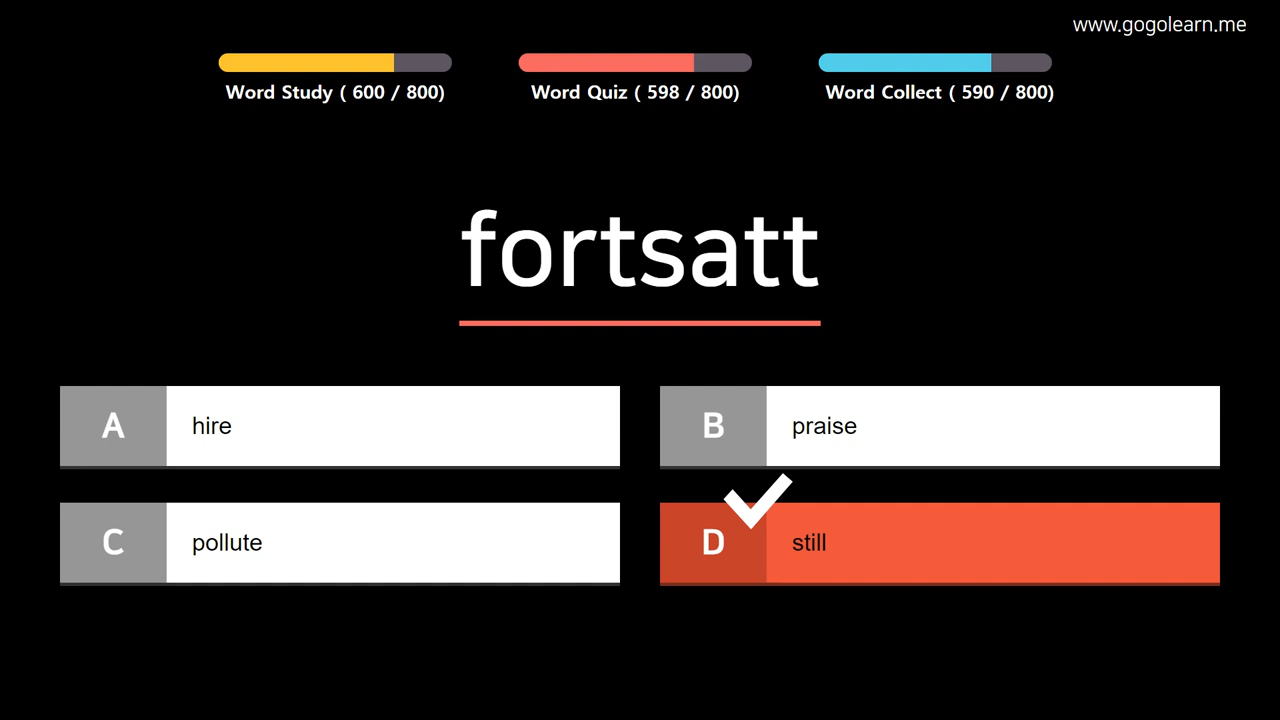 www.gogolearn.me
Word Study ( 600 / 800)
Word Quiz ( 598 / 800)
Word Collect ( 590 / 800)
fortsatt
A hire
B praise
C pollute
D still